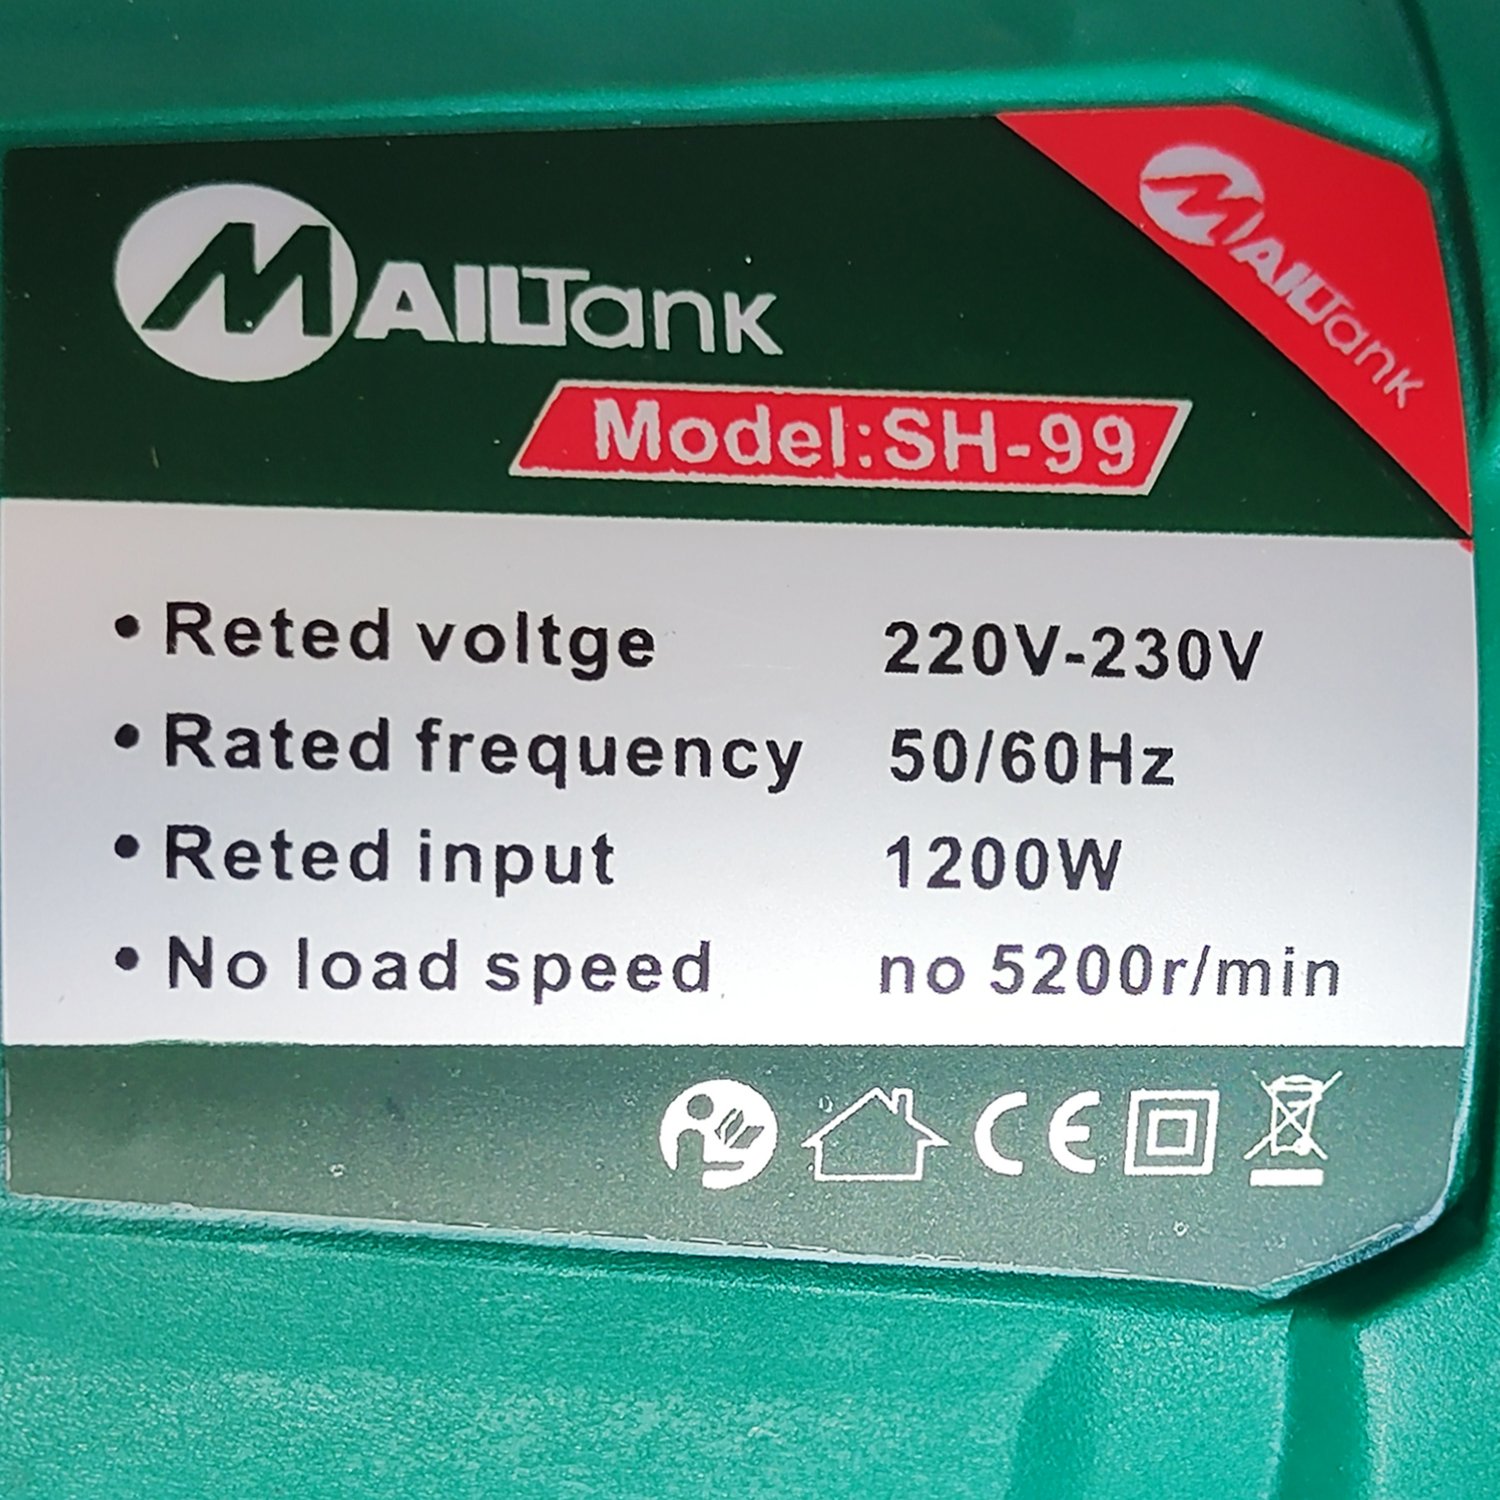 MAILTank
MAILTank
Model:SH-99
• Reted voltge 220V-230V
• Rated frequency 50/60Hz
• Reted input 1200W
• No load speed no 5200r/min
CE